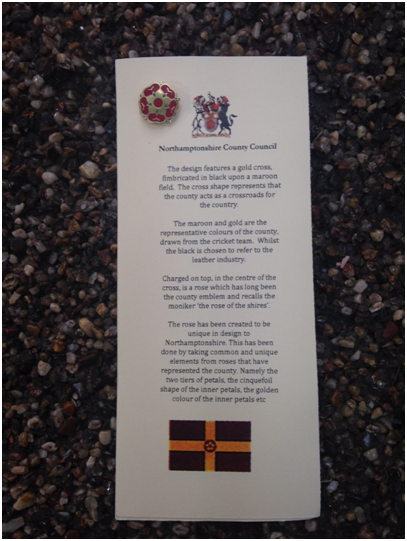 Northamptonshire County Council
The design features a gold cross,
fimbricated in black upon a maroon
field. The cross shape represents that
the county acts as a crossroads for
the country.
The maroon and gold are the
representative colours of the county,
drawn from the cricket team. Whilst
the black is chosen to refer to the
leather industry.
Charged on top, in the centre of the
cross, is a rose which has long been
the county emblem and recalls the
moniker 'the rose of the shires'.
The rose has been created to be
unique in design to
Northamptonshire. This has been
done by taking common and unique
elements from roses that have
represented the county. Namely the
two tiers of petals, the cinquefoil
shape of the inner petals, the golden
colour of the inner petals etc